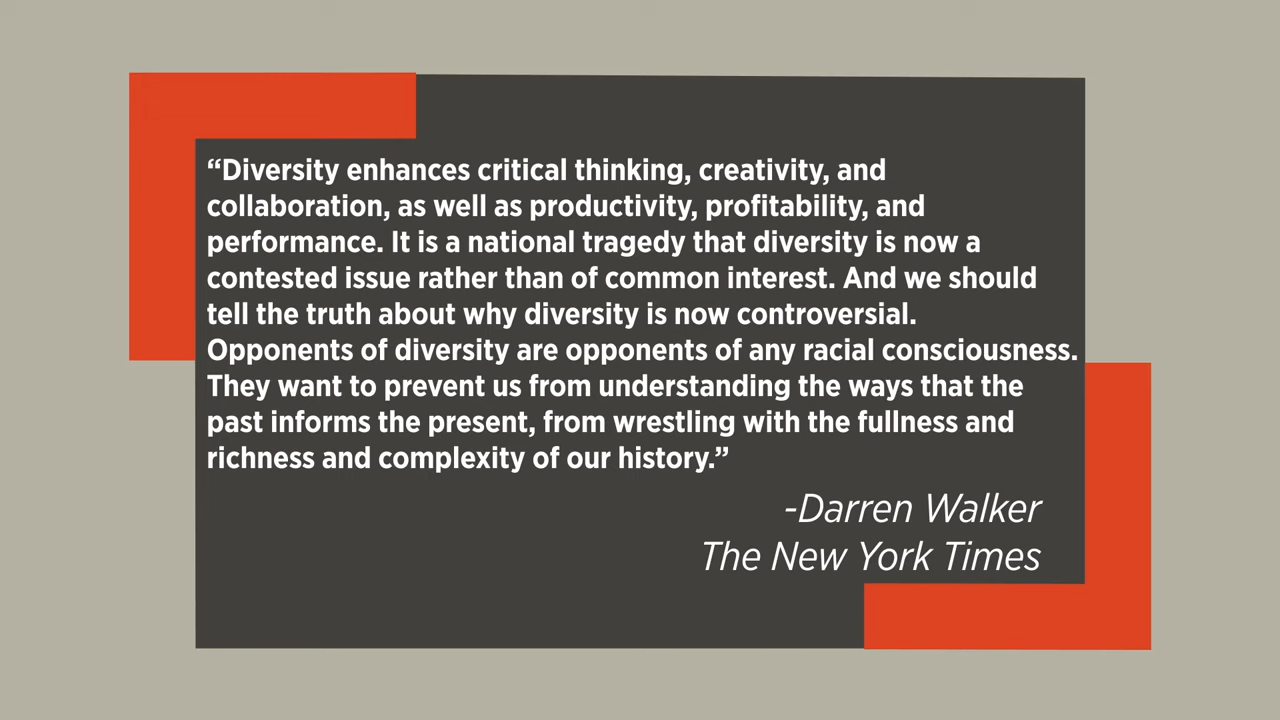 “Diversity enhances critical thinking, creativity, and
collaboration, as well as productivity, profitability, and
performance. It is a national tragedy that diversity is now a
contested issue rather than of common interest. And we should
tell the truth about why diversity is now controversial.
Opponents of diversity are opponents of any racial consciousness.
They want to prevent us from understanding the ways that the
past informs the present, from wrestling with the fullness and
richness and complexity of our history.”
-Darren Walker
The New York Times